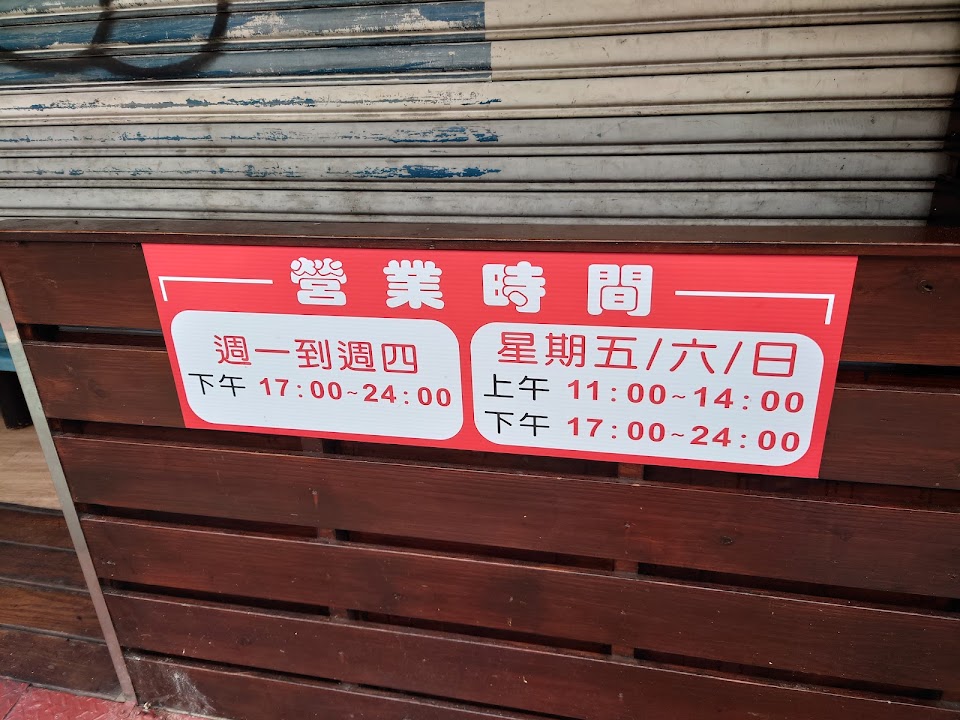 營業時間
週一到週四
下午 17:00~24:00
星期五/六/日
上午 11:00~14:00
下午 17:00~24:00